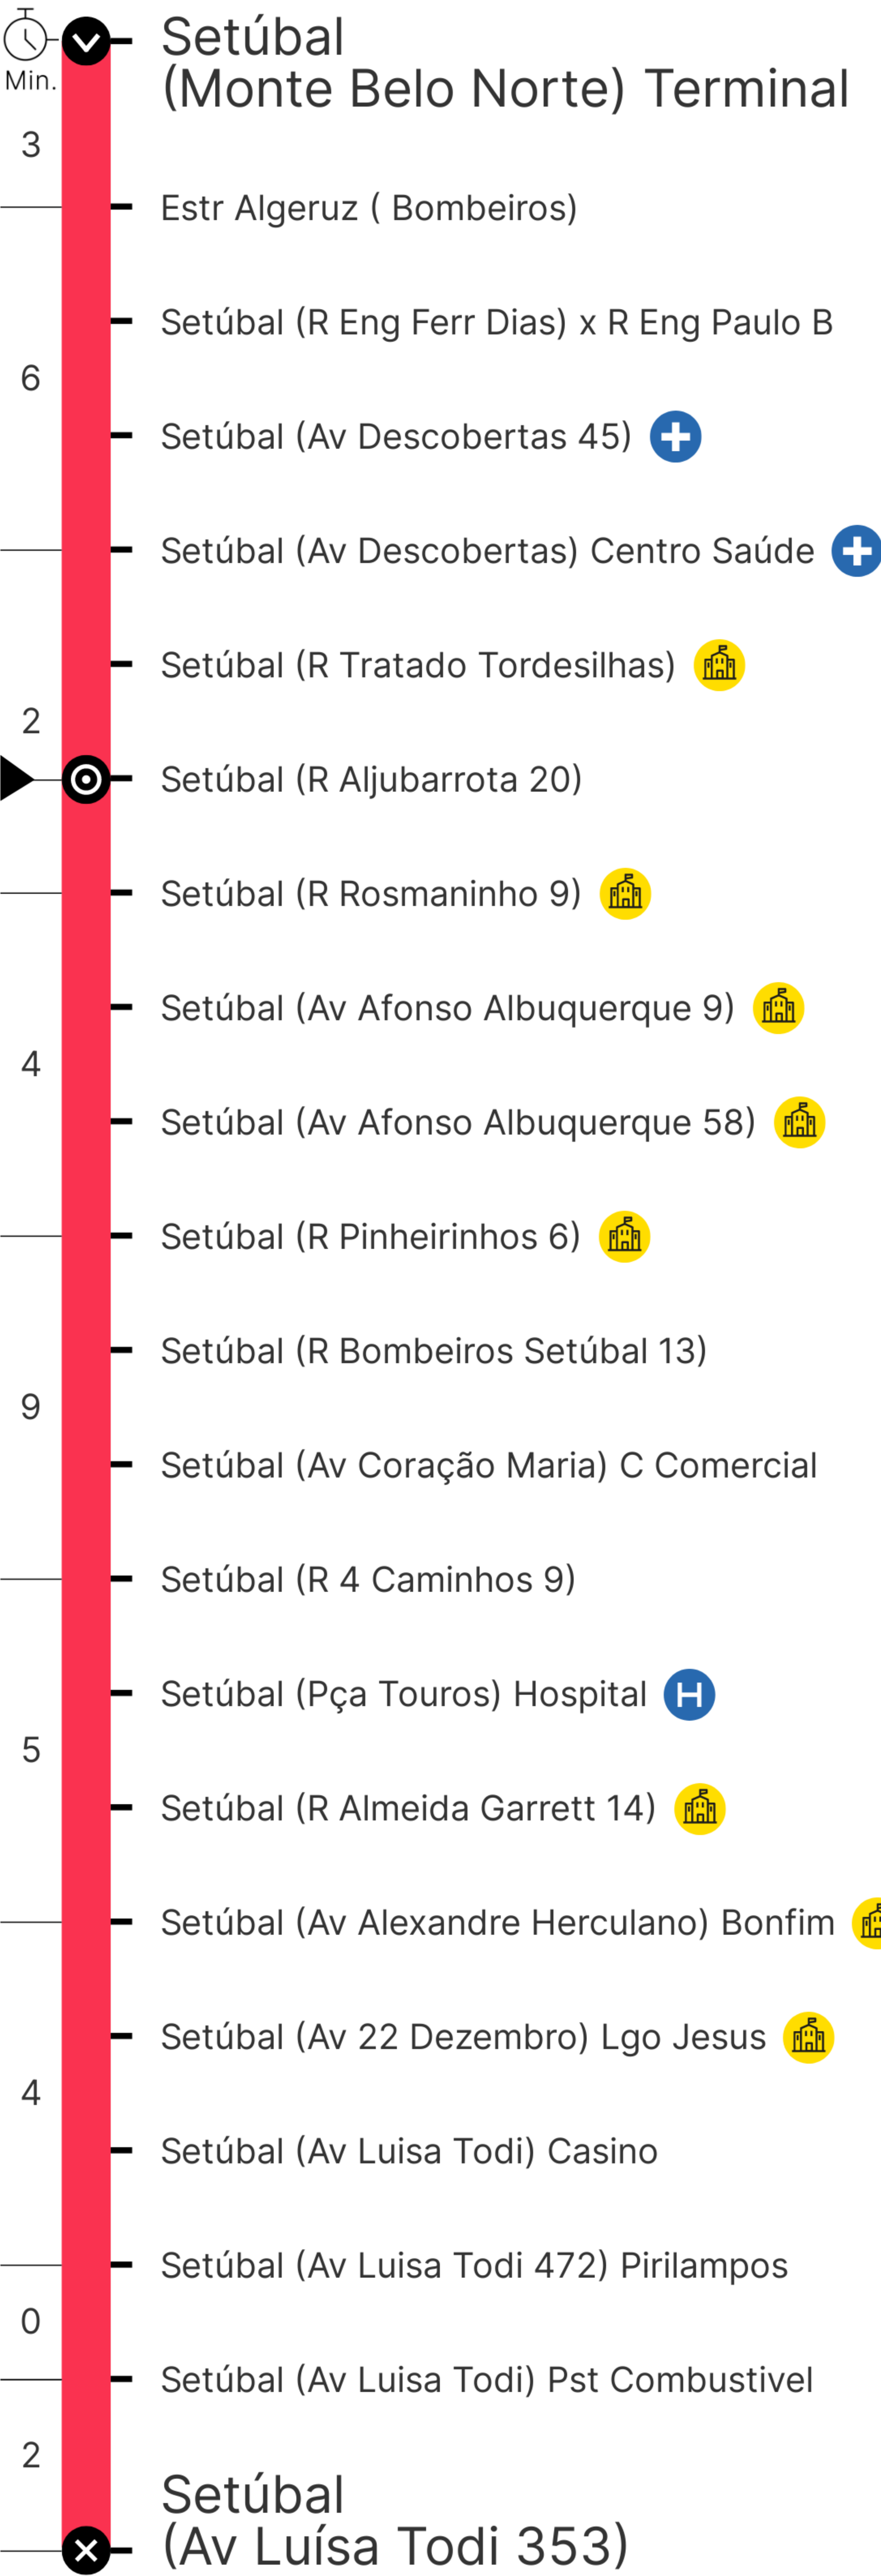 Setúbal
(Monte Belo Norte) Terminal
Min.
3
Estr Algeruz ( Bombeiros)
Setúbal (R Eng Ferr Dias) x R Eng Paulo B
6
Setúbal (Av Descobertas 45)
Setúbal (Av Descobertas) Centro Saúde
Setúbal (R Tratado Tordesilhas)
2
Setúbal (R Aljubarrota 20)
Setúbal (R Rosmaninho 9)
Setúbal (Av Afonso Albuquerque 9)
4
Setúbal (Av Afonso Albuquerque 58)
Setúbal (R Pinheirinhos 6)
Setúbal (R Bombeiros Setúbal 13)
9
Setúbal (Av Coração Maria) C Comercial
Setúbal (R 4 Caminhos 9)
Setúbal (Pça Touros) Hospital H
5
Setúbal (R Almeida Garrett 14)
Setúbal (Av Alexandre Herculano) Bonfim
Setúbal (Av 22 Dezembro) Lgo Jesus
4
Setúbal (Av Luisa Todi) Casino
Setúbal (Av Luisa Todi 472) Pirilampos
0
Setúbal (Av Luisa Todi) Pst Combustivel
2
Setúbal
(Av Luísa Todi 353)